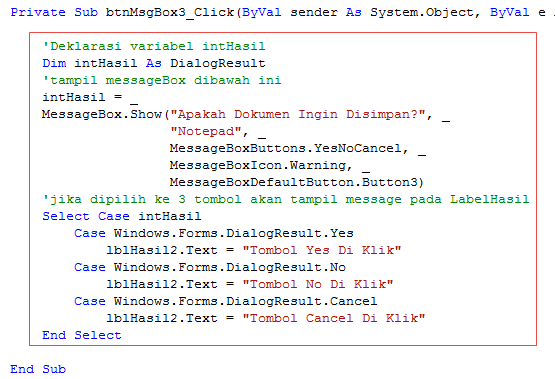 Private Sub btnMsgBox3_Click(ByVal sender As System.Object, ByVal e
'Deklarasi variabel intHasil
Dim intHasil As DialogResult
'tampil messageBox dibawah ini
intHasil = _
MessageBox.Show("Apakah Dokumen Ingin Disimpan?", _
"Notepad", _
MessageBoxButtons.YesNoCancel, _
MessageBoxIcon.Warning, _
MessageBoxDefaultButton.Button3)
'jika dipilih ke 3 tombol akan tampil message pada LabelHasil
Select Case intHasil
Case Windows.Forms.DialogResult.Yes
lblHasil2.Text = "Tombol Yes Di Klik"
Case Windows.Forms.DialogResult.No
lblHasil2.Text = "Tombol No Di Klik"
Case Windows.Forms.DialogResult.Cancel
lblHasil2.Text = "Tombol Cancel Di Klik"
End Select
End Sub